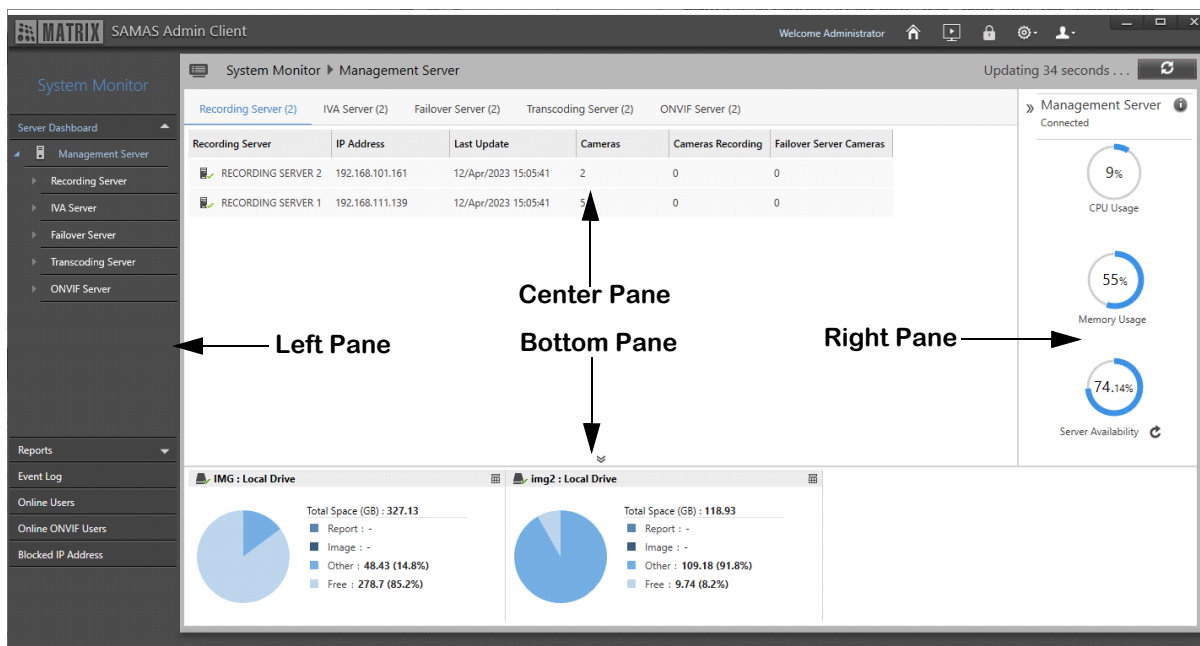 MATRIX SAMAS Admin Client
Welcome Administrator
System Monitor
Server Dashboard
Management Server
Recording Server
IVA Server
Failover Server
Transcoding Server
ONVIF Server
Reports
Event Log
Online Users
Online ONVIF Users
Blocked IP Address
System Monitor Management Server
Updating 34 seconds . . .
Recording Server (2) IVA Server (2) Failover Server (2) Transcoding Server (2) ONVIF Server (2)
Recording Server IP Address Last Update Cameras Cameras Recording Failover Server Cameras
RECORDING SERVER 2 192.168.101.161 12/Apr/2023 15:05:41 2 0 0
RECORDING SERVER 1 192.168.111.139 12/Apr/2023 15:05:41 5 0 0
Center Pane
Left Pane
Bottom Pane
Right Pane
Management Server
Connected
9%
CPU Usage
55%
Memory Usage
74.14%
Server Availability
IMG : Local Drive
Total Space (GB) : 327.13
Report : -
Image : -
Other : 48.43 (14.8%)
Free : 278.7 (85.2%)
img2 : Local Drive
Total Space (GB) : 118.93
Report : -
Image : -
Other : 109.18 (91.8%)
Free : 9.74 (8.2%)